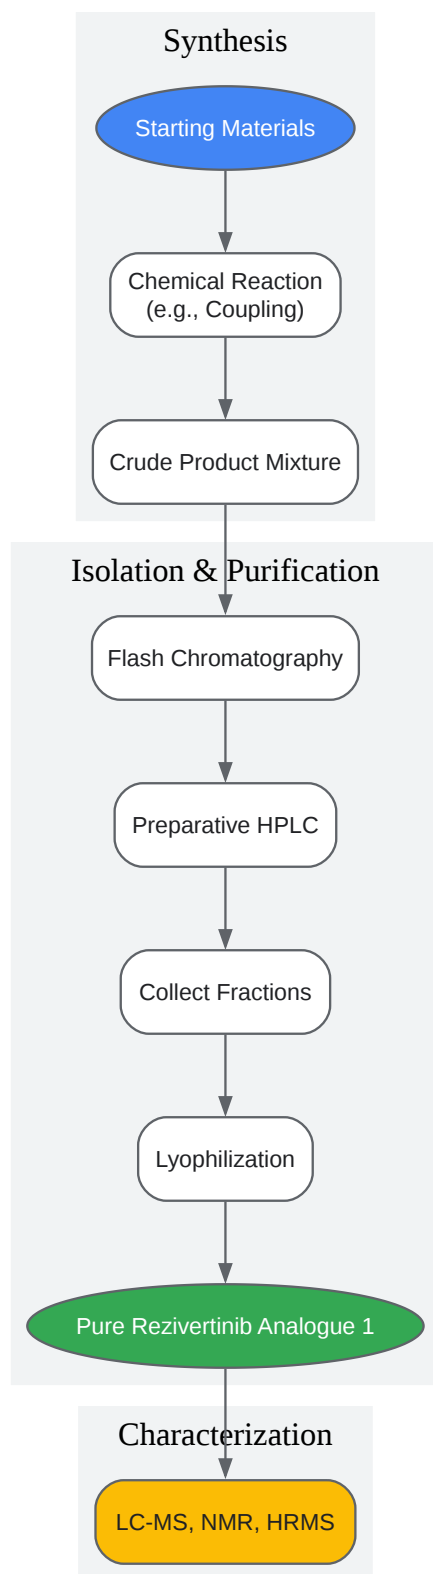 Synthesis
Starting Materials
Chemical Reaction
(e.g., Coupling)
Crude Product Mixture
Isolation & Purification
Flash Chromatography
Preparative HPLC
Collect Fractions
Lyophilization
Pure Rezivertinib Analogue 1
Characterization
LC-MS, NMR, HRMS